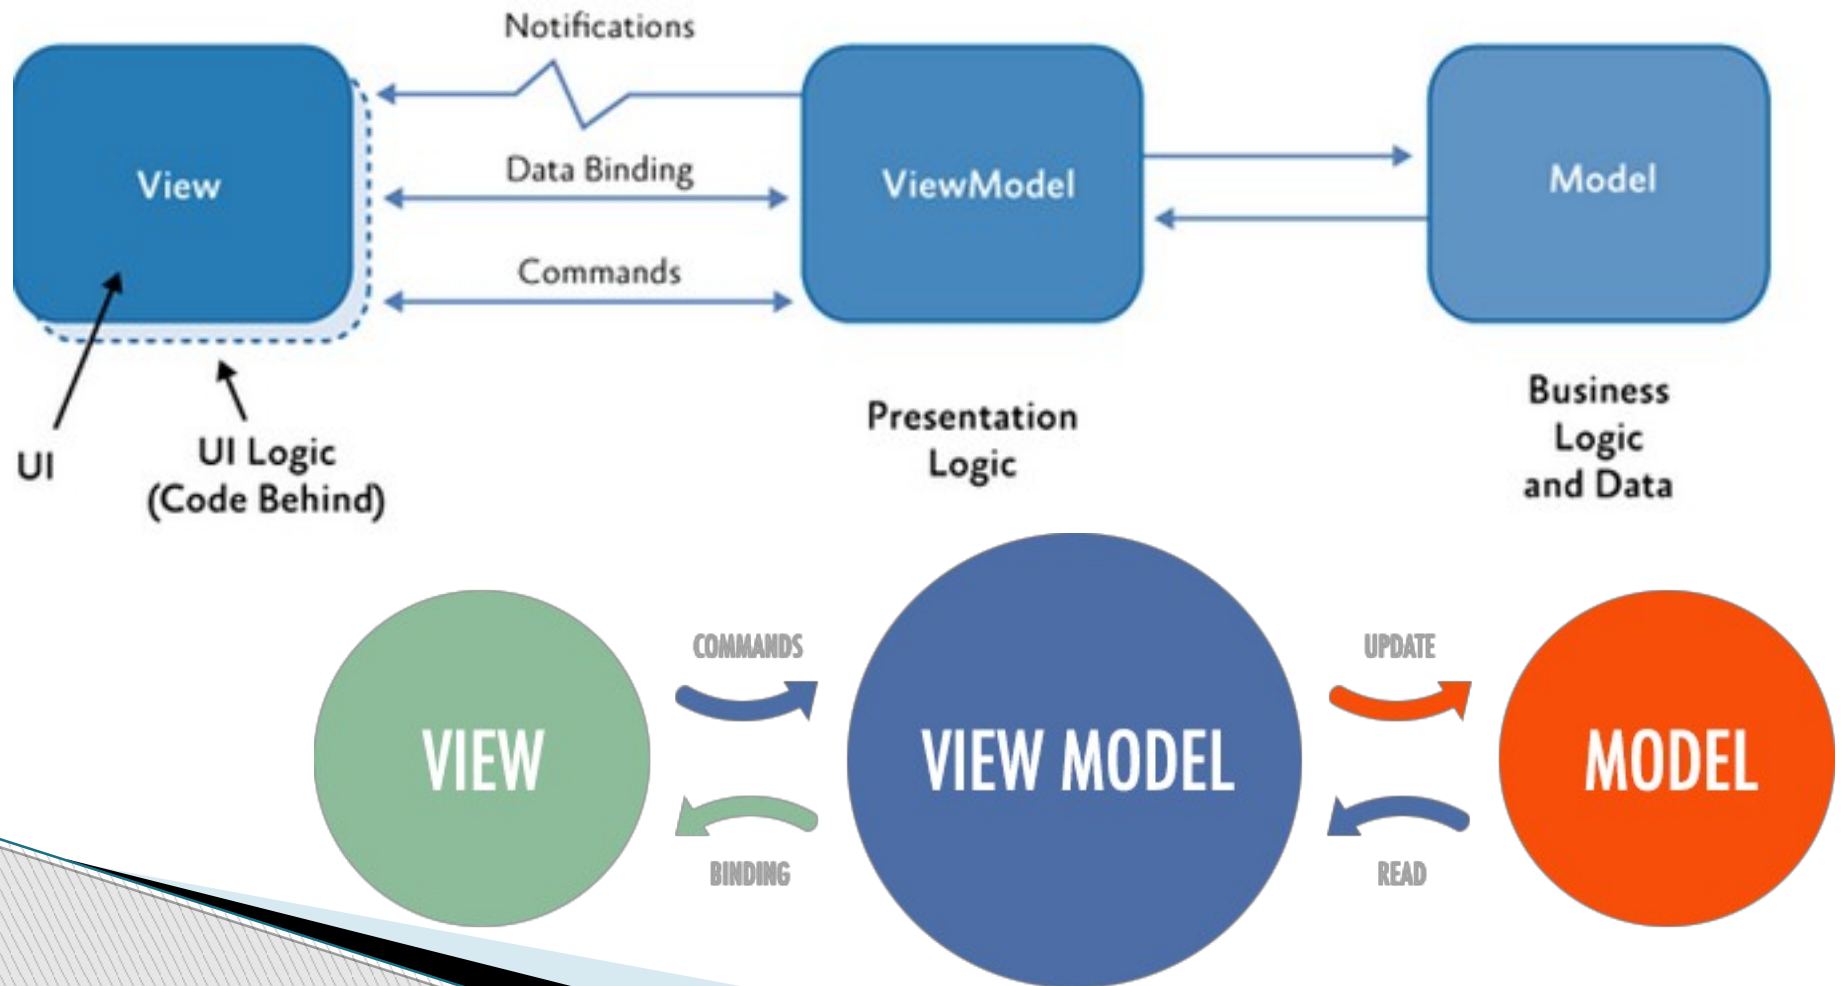 Notifications
View
Data Binding
ViewModel
Model
Commands
UI
UI Logic
(Code Behind)
Presentation
Logic
Business
Logic
and Data
COMMANDS
UPDATE
VIEW
VIEW MODEL
MODEL
BINDING
READ